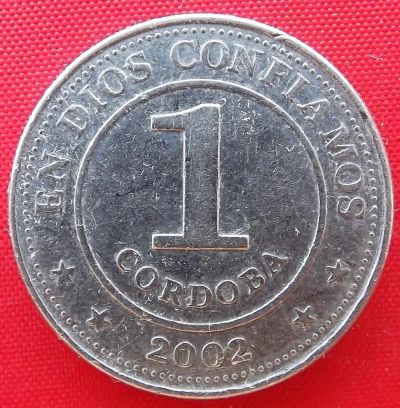 EN DIOS CONFIAMOS
1
CORDOBA
2002